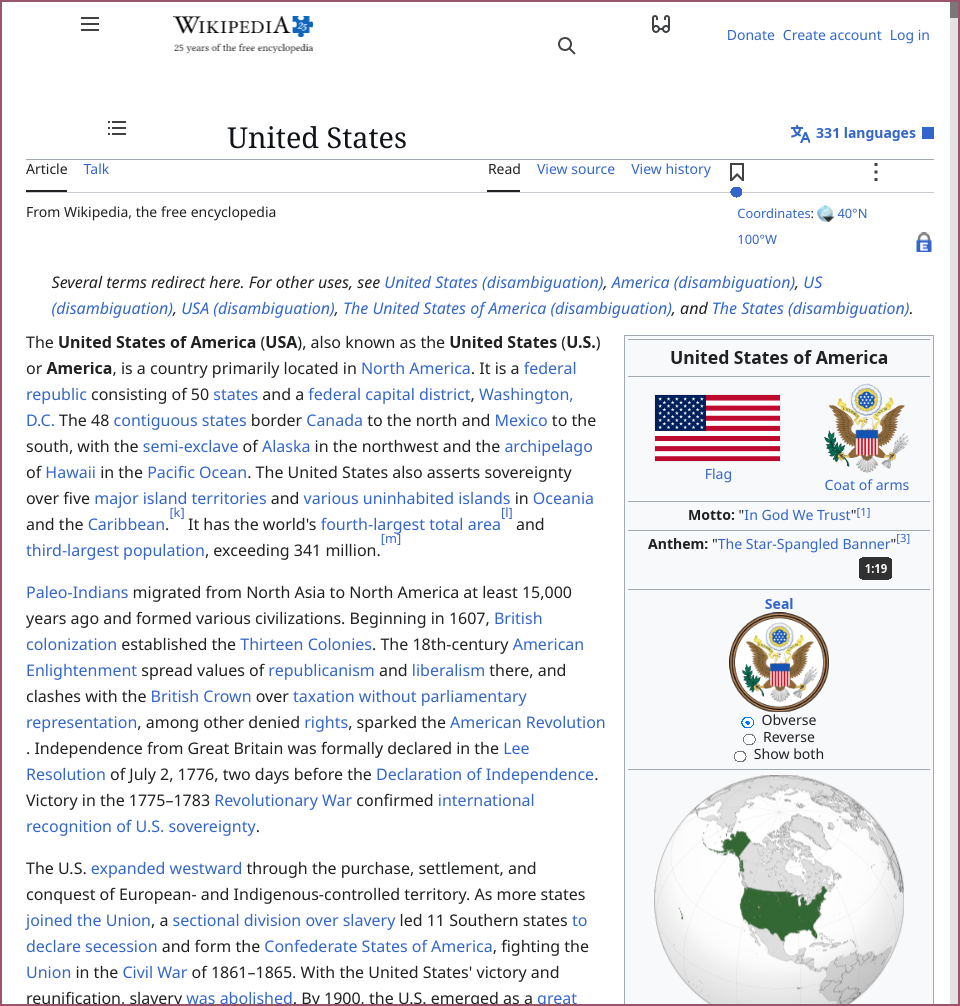 WIKIPEDIA 25
25 years of the free encyclopedia
Donate Create account Log in
United States
331 languages
Article Talk
Read View source View history
From Wikipedia, the free encyclopedia
Coordinates: 40°N
100°W
E
Several terms redirect here. For other uses, see United States (disambiguation), America (disambiguation), US
(disambiguation), USA (disambiguation), The United States of America (disambiguation), and The States (disambiguation).
The United States of America (USA), also known as the United States (U.S.)
or America, is a country primarily located in North America. It is a federal
republic consisting of 50 states and a federal capital district, Washington,
D.C. The 48 contiguous states border Canada to the north and Mexico to the
south, with the semi-exclave of Alaska in the northwest and the archipelago
of Hawaii in the Pacific Ocean. The United States also asserts sovereignty
over five major island territories and various uninhabited islands in Oceania
and the Caribbean.[k] It has the world's fourth-largest total area[l] and
third-largest population, exceeding 341 million.[m]
Paleo-Indians migrated from North Asia to North America at least 15,000
years ago and formed various civilizations. Beginning in 1607, British
colonization established the Thirteen Colonies. The 18th-century American
Enlightenment spread values of republicanism and liberalism there, and
clashes with the British Crown over taxation without parliamentary
representation, among other denied rights, sparked the American Revolution
. Independence from Great Britain was formally declared in the Lee
Resolution of July 2, 1776, two days before the Declaration of Independence.
Victory in the 1775–1783 Revolutionary War confirmed international
recognition of U.S. sovereignty.
The U.S. expanded westward through the purchase, settlement, and
conquest of European- and Indigenous-controlled territory. As more states
joined the Union, a sectional division over slavery led 11 Southern states to
declare secession and form the Confederate States of America, fighting the
Union in the Civil War of 1861–1865. With the United States' victory and
reunification, slavery was abolished. By 1900, the U.S. emerged as a great
United States of America
Flag
Coat of arms
Motto: "In God We Trust"[1]
Anthem: "The Star-Spangled Banner"[3]
1:19
Seal
Obverse
Reverse
Show both